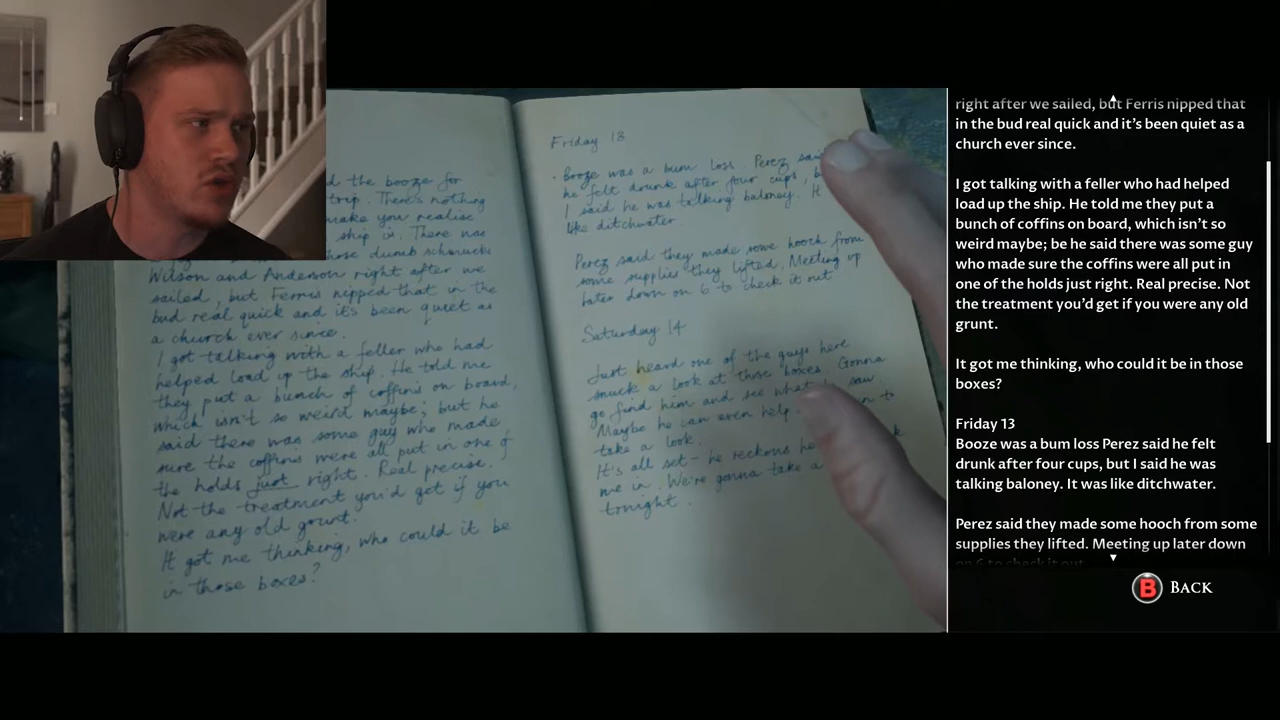 d the booze for
trip. There's nothing
make you realise
ship is. There was
those dumb schmucks
Wilson and Anderson right after we
sailed, but Ferris nipped that in the
bud real quick and it's been quiet as
a church ever since.
I got talking with a feller who had
helped load up the ship. He told me
they put a bunch of coffins on board,
which isn't so weird maybe; but he
said there was some guy who made
sure the coffins were all put in one of
the holds just right. Real precise.
Not the treatment you'd get if you
were any old grunt.
It got me thinking, who could it be
in those boxes?
Friday 13
Booze was a bum loss Perez said
he felt drunk after four cups, b
I said he was talking baloney. It
like ditchwater.
Perez said they made some hooch from
some supplies they lifted. Meeting up
later down on 6 to check it out
Saturday 14
Just heard one of the guys here
snuck a look at those boxes. Gonna
go find him and see what saw
Maybe he can even help to
take a look.
It's all set - he reckons he
me in. We're gonna take a
tonight.
right after we sailed, but Ferris nipped that
in the bud real quick and it's been quiet as a
church ever since.
I got talking with a feller who had helped
load up the ship. He told me they put a
bunch of coffins on board, which isn't so
weird maybe; be he said there was some guy
who made sure the coffins were all put in
one of the holds just right. Real precise. Not
the treatment you'd get if you were any old
grunt.
It got me thinking, who could it be in those
boxes?
Friday 13
Booze was a bum loss Perez said he felt
drunk after four cups, but I said he was
talking baloney. It was like ditchwater.
Perez said they made some hooch from some
supplies they lifted. Meeting up later down
on 6 to check it out
B BACK